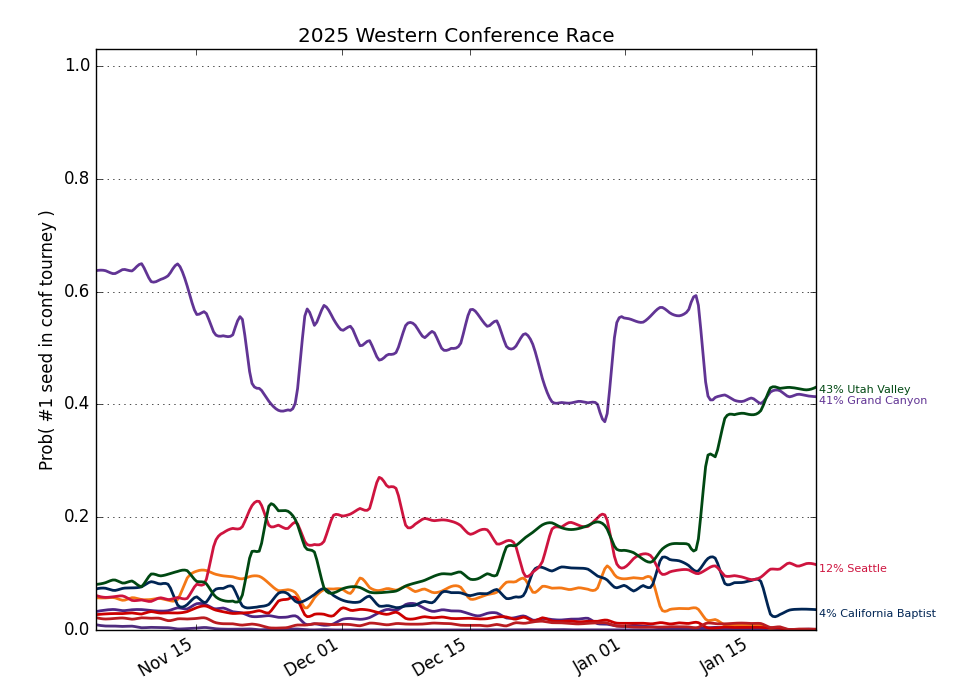 2025 Western Conference Race
Prob( #1 seed in conf tourney )
1.0
0.8
0.6
0.4
0.2
0.0
43% Utah Valley
41% Grand Canyon
12% Seattle
4% California Baptist
Nov 15
Dec 01
Dec 15
Jan 01
Jan 15